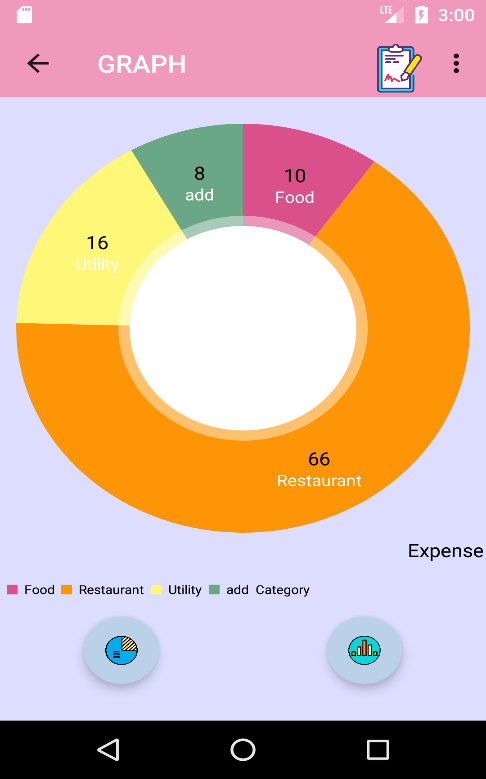 LTE 3:00
GRAPH
8
add
10
Food
16
Utility
66
Restaurant
Expense
Food Restaurant Utility add Category